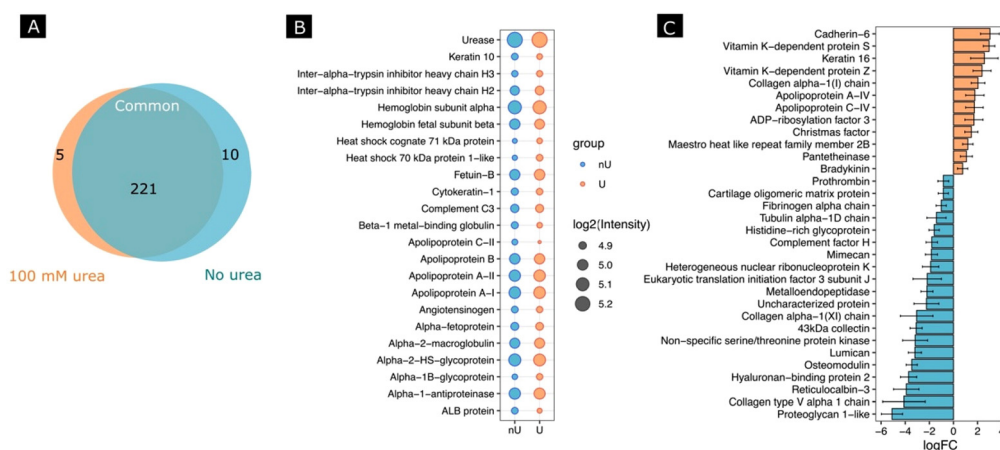 A
Common
5
10
221
100 mM urea
No urea
B
Urease
Keratin 10
Inter-alpha-trypsin inhibitor heavy chain H3
Inter-alpha-trypsin inhibitor heavy chain H2
Hemoglobin subunit alpha
Hemoglobin fetal subunit beta
Heat shock cognate 71 kDa protein
Heat shock 70 kDa protein 1-like
Fetuin-B
Cytokeratin-1
Complement C3
Beta-1 metal-binding globulin
Apolipoprotein C-II
Apolipoprotein B
Apolipoprotein A-II
Apolipoprotein A-I
Angiotensinogen
Alpha-fetoprotein
Alpha-2-macroglobulin
Alpha-2-HS-glycoprotein
Alpha-1B-glycoprotein
Alpha-1-antiproteinase
ALB protein
nU U
group
nU
U
log2(Intensity)
4.9
5.0
5.1
5.2
C
Cadherin-6
Vitamin K-dependent protein S
Keratin 16
Vitamin K-dependent protein Z
Collagen alpha-1(I) chain
Apolipoprotein A-IV
Apolipoprotein C-IV
ADP-ribosylation factor 3
Christmas factor
Maestro heat like repeat family member 2B
Pantetheinase
Bradykinin
Prothrombin
Cartilage oligomeric matrix protein
Fibrinogen alpha chain
Tubulin alpha-1D chain
Histidine-rich glycoprotein
Complement factor H
Mimecan
Heterogeneous nuclear ribonucleoprotein K
Eukaryotic translation initiation factor 3 subunit J
Metalloendopeptidase
Uncharacterized protein
Collagen alpha-1(XI) chain
43kDa collectin
Non-specific serine/threonine protein kinase
Lumican
Osteomodulin
Hyaluronan-binding protein 2
Reticulocalbin-3
Collagen type V alpha 1 chain
Proteoglycan 1-like
-6 -4 -2 0 2
logFC